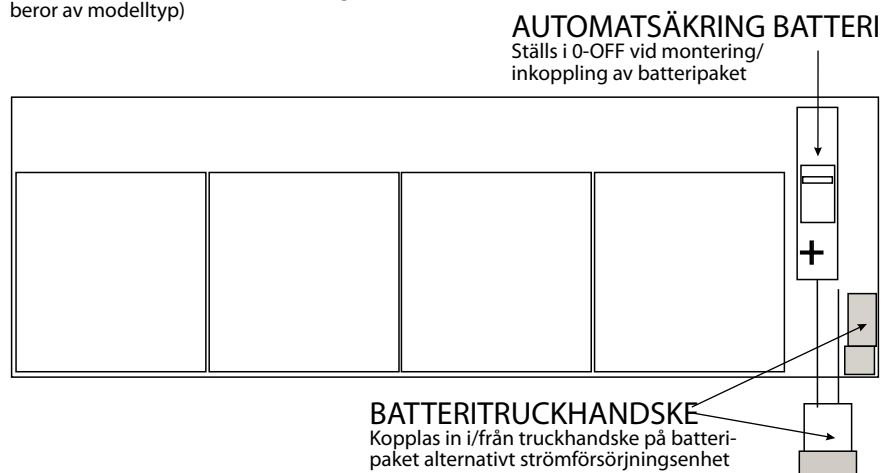 beror av modelltyp)
AUTOMATSÄKRING BATTERI
Ställs i 0-OFF vid montering/
inkoppling av batteripaket
+
BATTERITRUCKHANDSKE
Kopplas in i/från truckhandske på batteri-
paket alternativt strömförsörjningsenhet